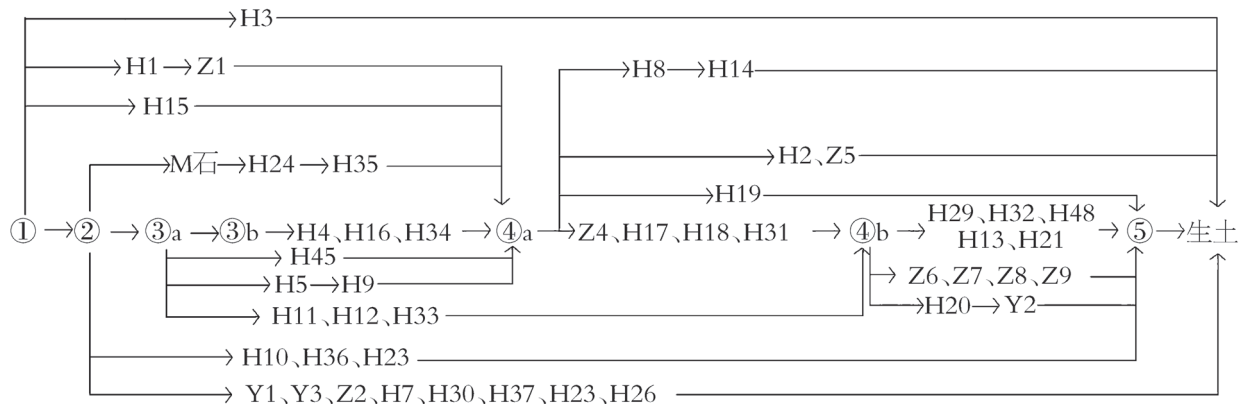 H3
H1 Z1
H8 H14
H15
M石 H24 H35
H2、Z5
H19
① ② ③a ③b H4、H16、H34 ④a Z4、H17、H18、H31 ④b H29、H32、H48 ⑤ 生土
H13、H21
H45
H5 H9
Z6、Z7、Z8、Z9
H20 Y2
H11、H12、H33
H10、H36、H23
Y1、Y3、Z2、H7、H30、H37、H23、H26